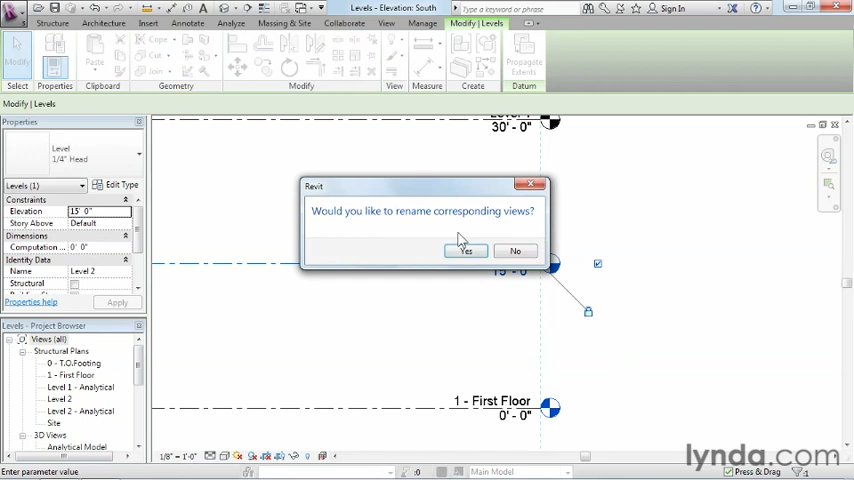 Levels - Elevation: South
Type a keyword or phrase
Sign In
Structure Architecture Insert Annotate Analyze Massing & Site Collaborate View Manage Modify | Levels
Modify
Paste
Cope
Cut
Join
Propagate
Extents
Select Properties Clipboard Geometry Modify View Measure Create Datum
Modify | Levels
Properties
Level
1/4" Head
Levels (1)
Edit Type
Constraints
Elevation 15' 0"
Story Above Default
Dimensions
Computation ... 0' 0"
Identity Data
Name Level 2
Structural
Properties help
Apply
Levels - Project Browser
Views (all)
Structural Plans
0 - T.O.Footing
1 - First Floor
Level 1 - Analytical
Level 2
Level 2 - Analytical
Site
3D Views
Analytical Model
30' - 0"
Revit
Would you like to rename corresponding views?
Yes
No
15' - 0"
1 - First Floor
0' - 0"
1/8" = 1'-0"
Enter parameter value
:0
Main Model
Press & Drag
:1
lynda.com